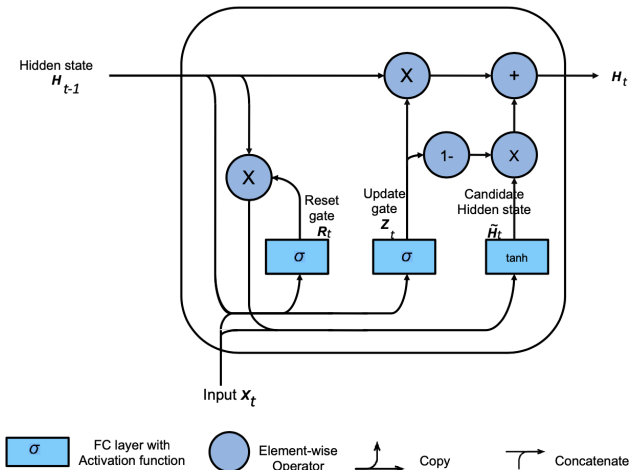 Hidden state
H t-1
X
+
H t
X
1-
X
Reset
gate
R t
Update
gate
Z t
Candidate
Hidden state
H̃ t
σ
σ
tanh
Input X t
σ
FC layer with
Activation function
Element-wise
Operator
Copy
Concatenate